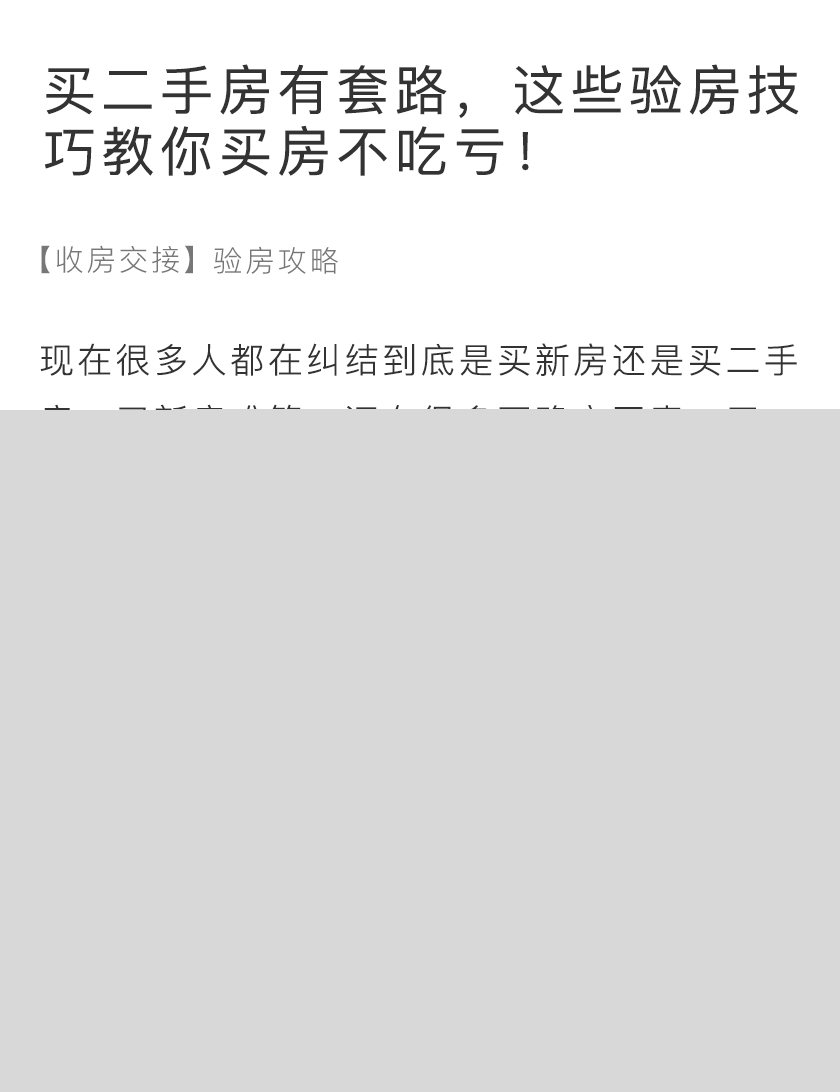 买二手房有套路，这些验房技
巧教你买房不吃亏！
【收房交接】验房攻略
现在很多人都在纠结到底是买新房还是买二手